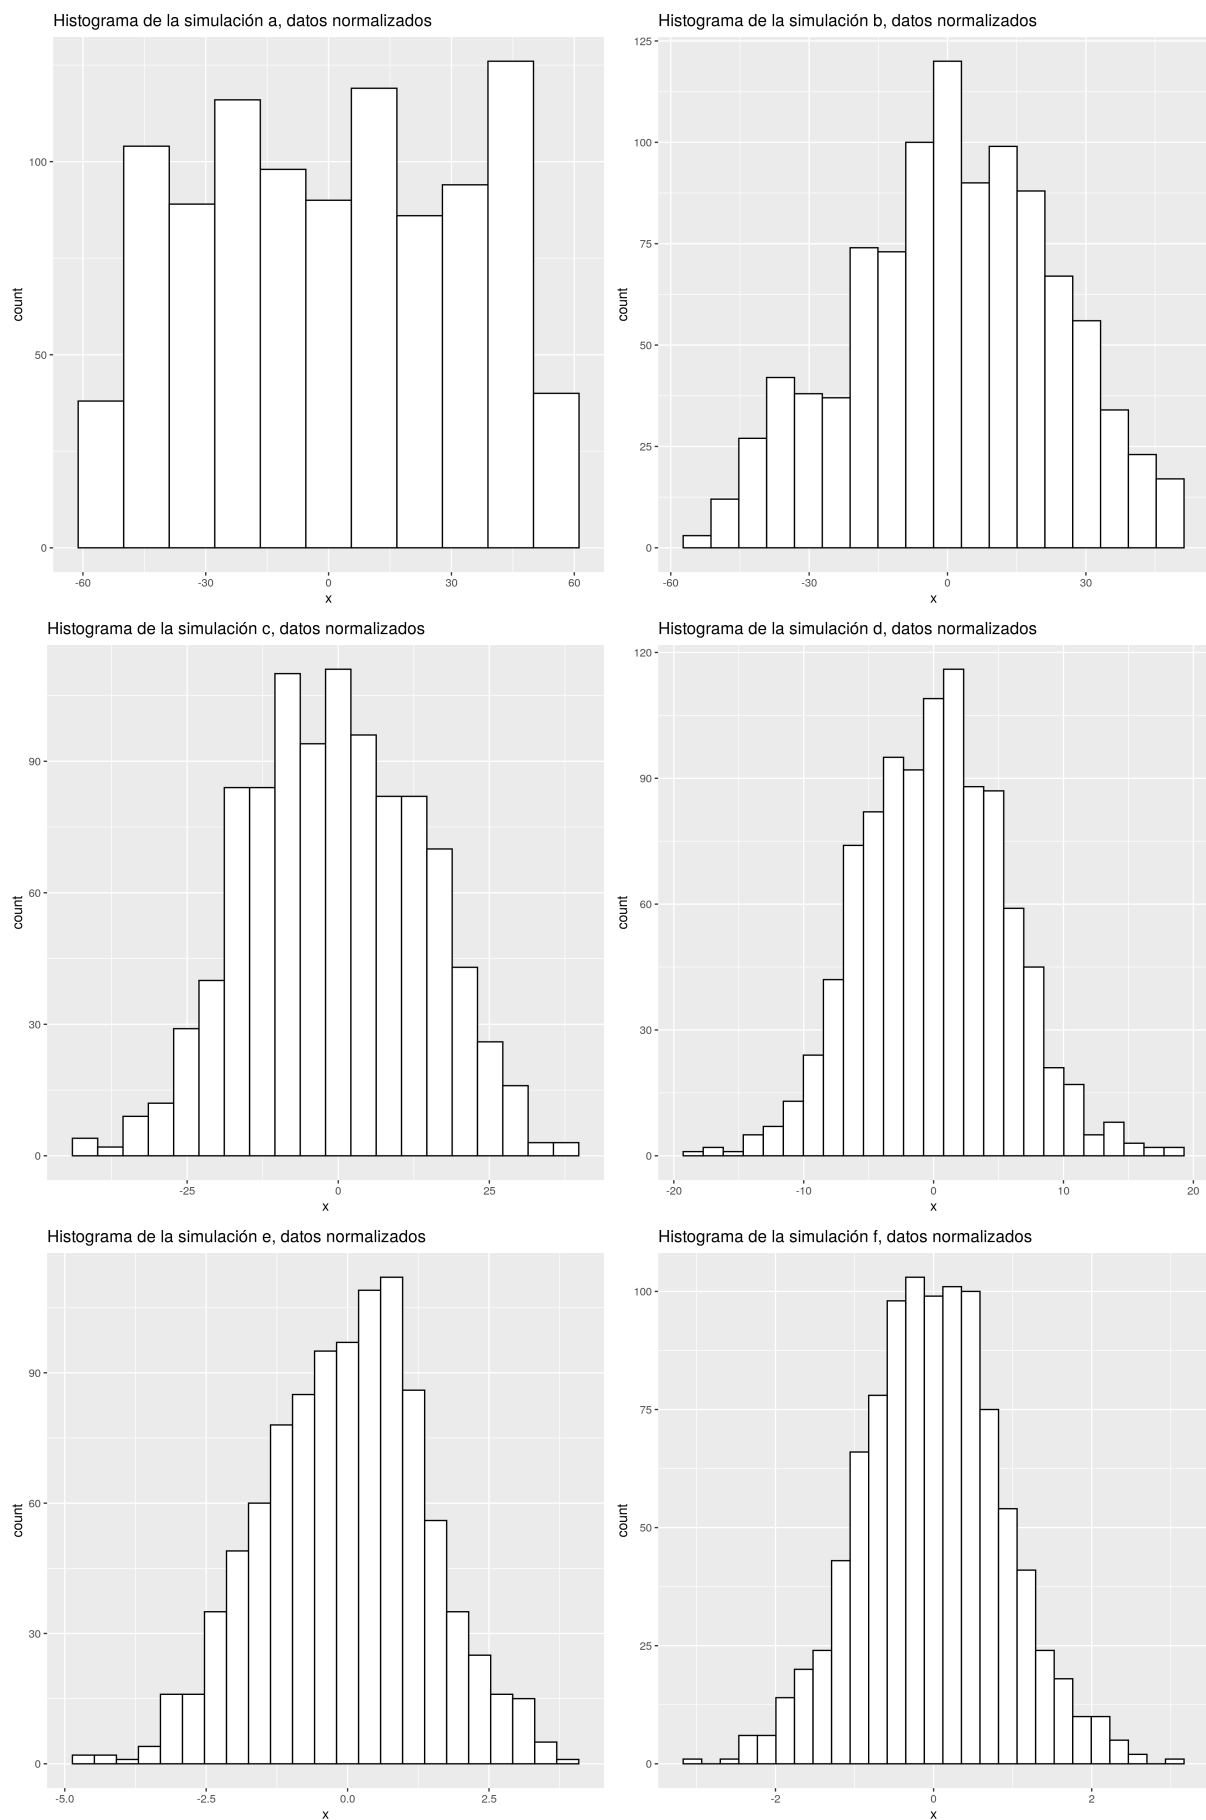 Histograma de la simulación a, datos normalizados
100
50
0
count
-60 -30 0 30 60
x
Histograma de la simulación b, datos normalizados
125
100
75
50
25
0
count
-60 -30 0 30
x
Histograma de la simulación c, datos normalizados
90
60
30
0
count
-25 0 25
x
Histograma de la simulación d, datos normalizados
120
90
60
30
0
count
-20 -10 0 10 20
x
Histograma de la simulación e, datos normalizados
90
60
30
0
count
-5.0 -2.5 0.0 2.5
x
Histograma de la simulación f, datos normalizados
100
75
50
25
0
count
-2 0 2
x